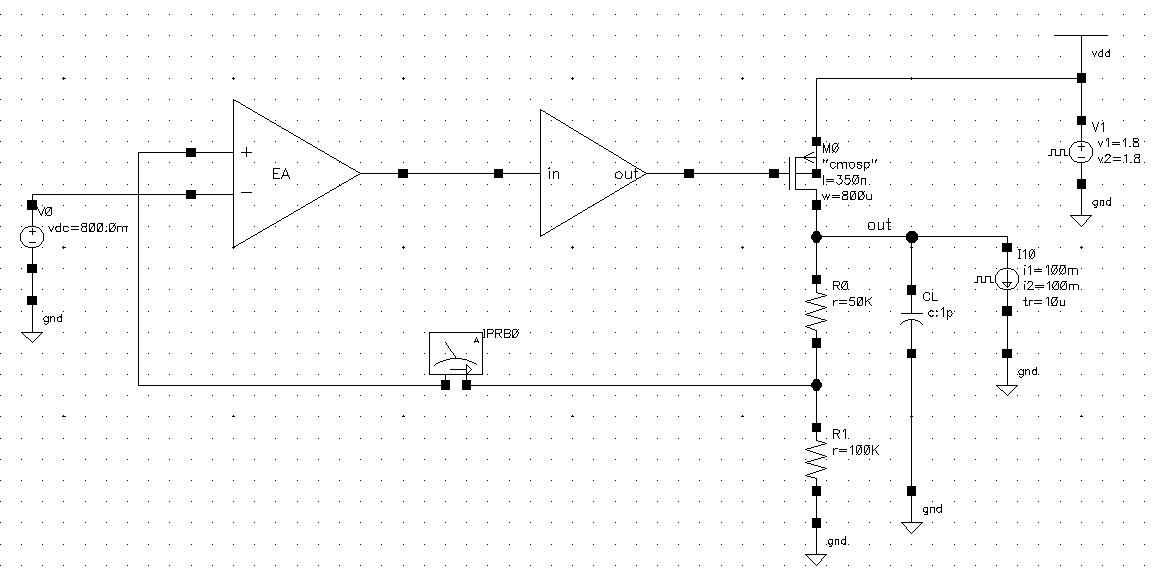 vdd
V1
v1=1.8
v2=1.8
gnd
+
EA
−
in
out
M0
"cmosp"
l=350n
w=800u
V0
vdc=800.0m
+
−
gnd
out
I10
i1=100m
i2=100m
tr=10u
gnd
R0
r=50K
CL
c:1p
gnd
IPRB0
A
R1
r=100K
gnd